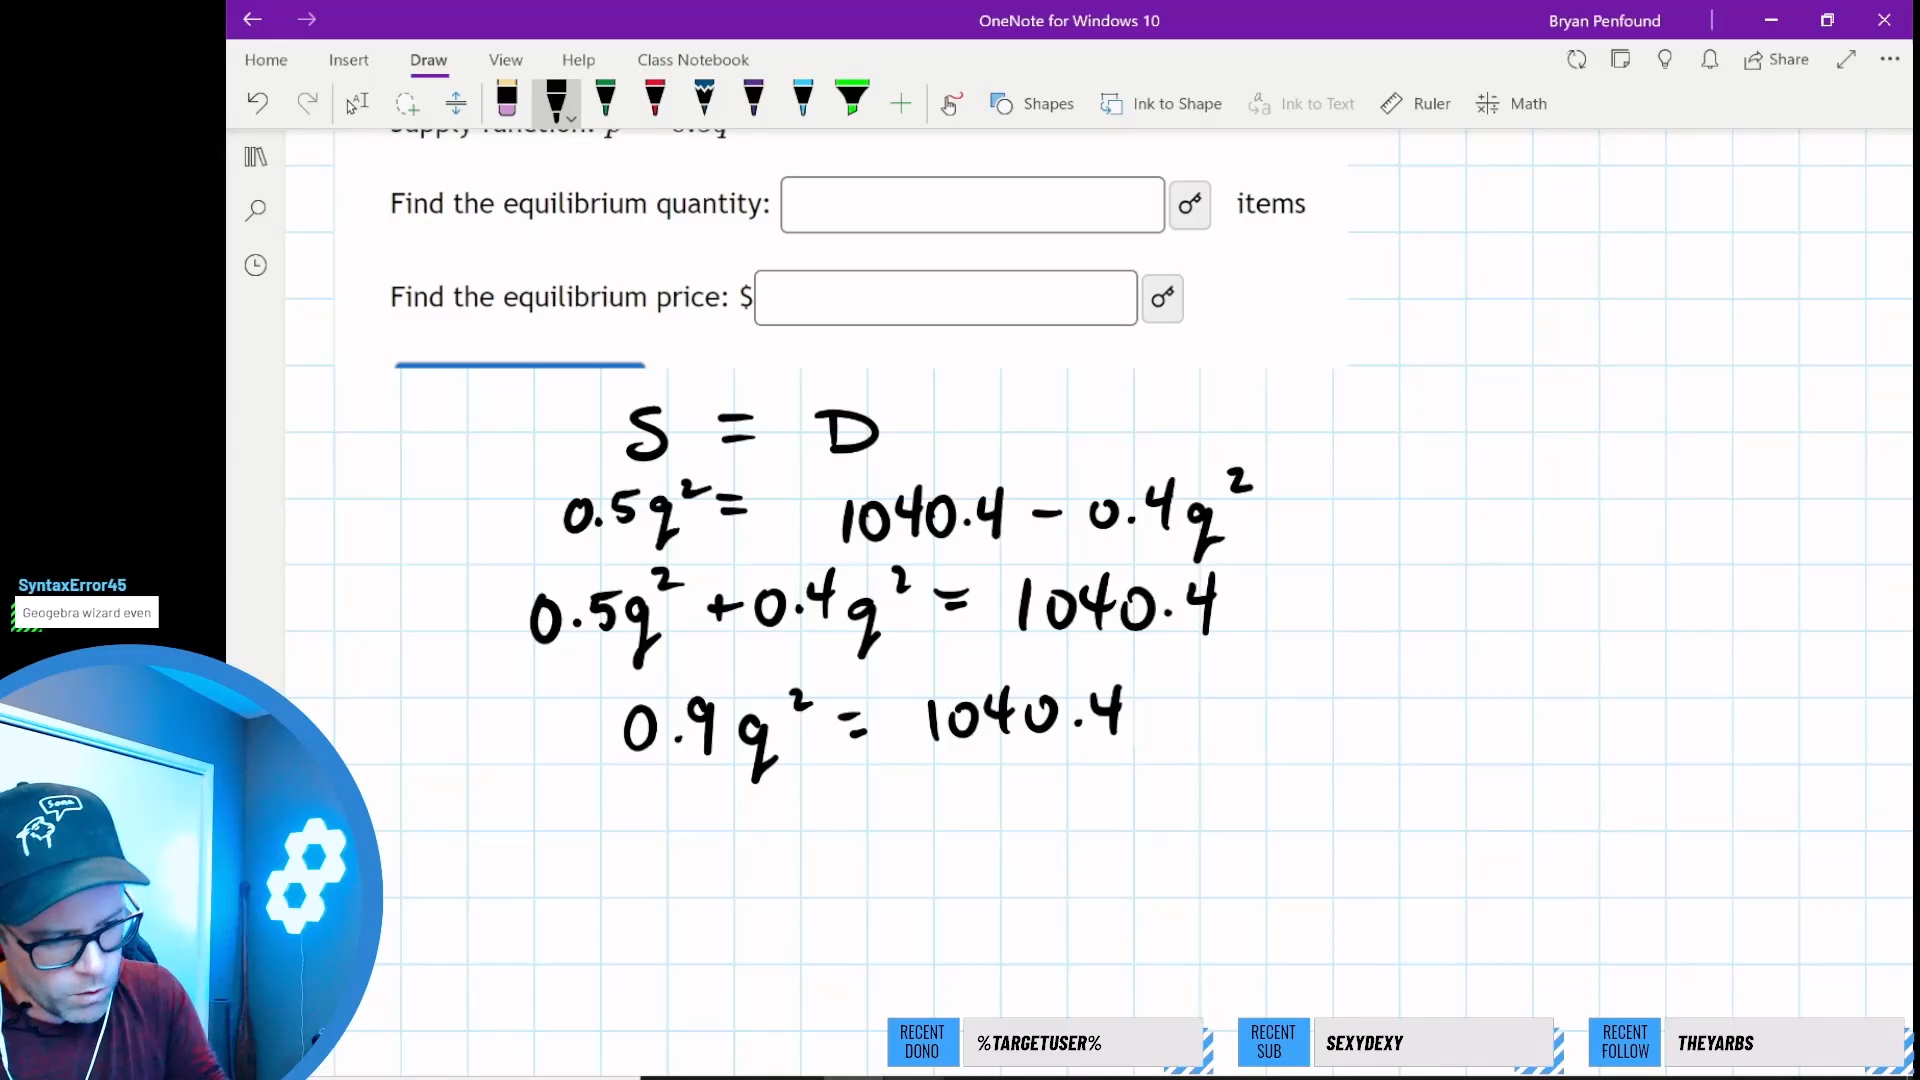 OneNote for Windows 10
Bryan Penfound
Home Insert Draw View Help Class Notebook
Share
Shapes Ink to Shape Ink to Text Ruler Math
Find the equilibrium quantity: items
Find the equilibrium price: $
S = D
0.5q² = 1040.4 - 0.4q²
0.5q² + 0.4q² = 1040.4
0.9q² = 1040.4
SyntaxError45
Geogebra wizard even
Sona
RECENT DONO %TARGETUSER%
RECENT SUB SEXYDEXY
RECENT FOLLOW THEYARBS